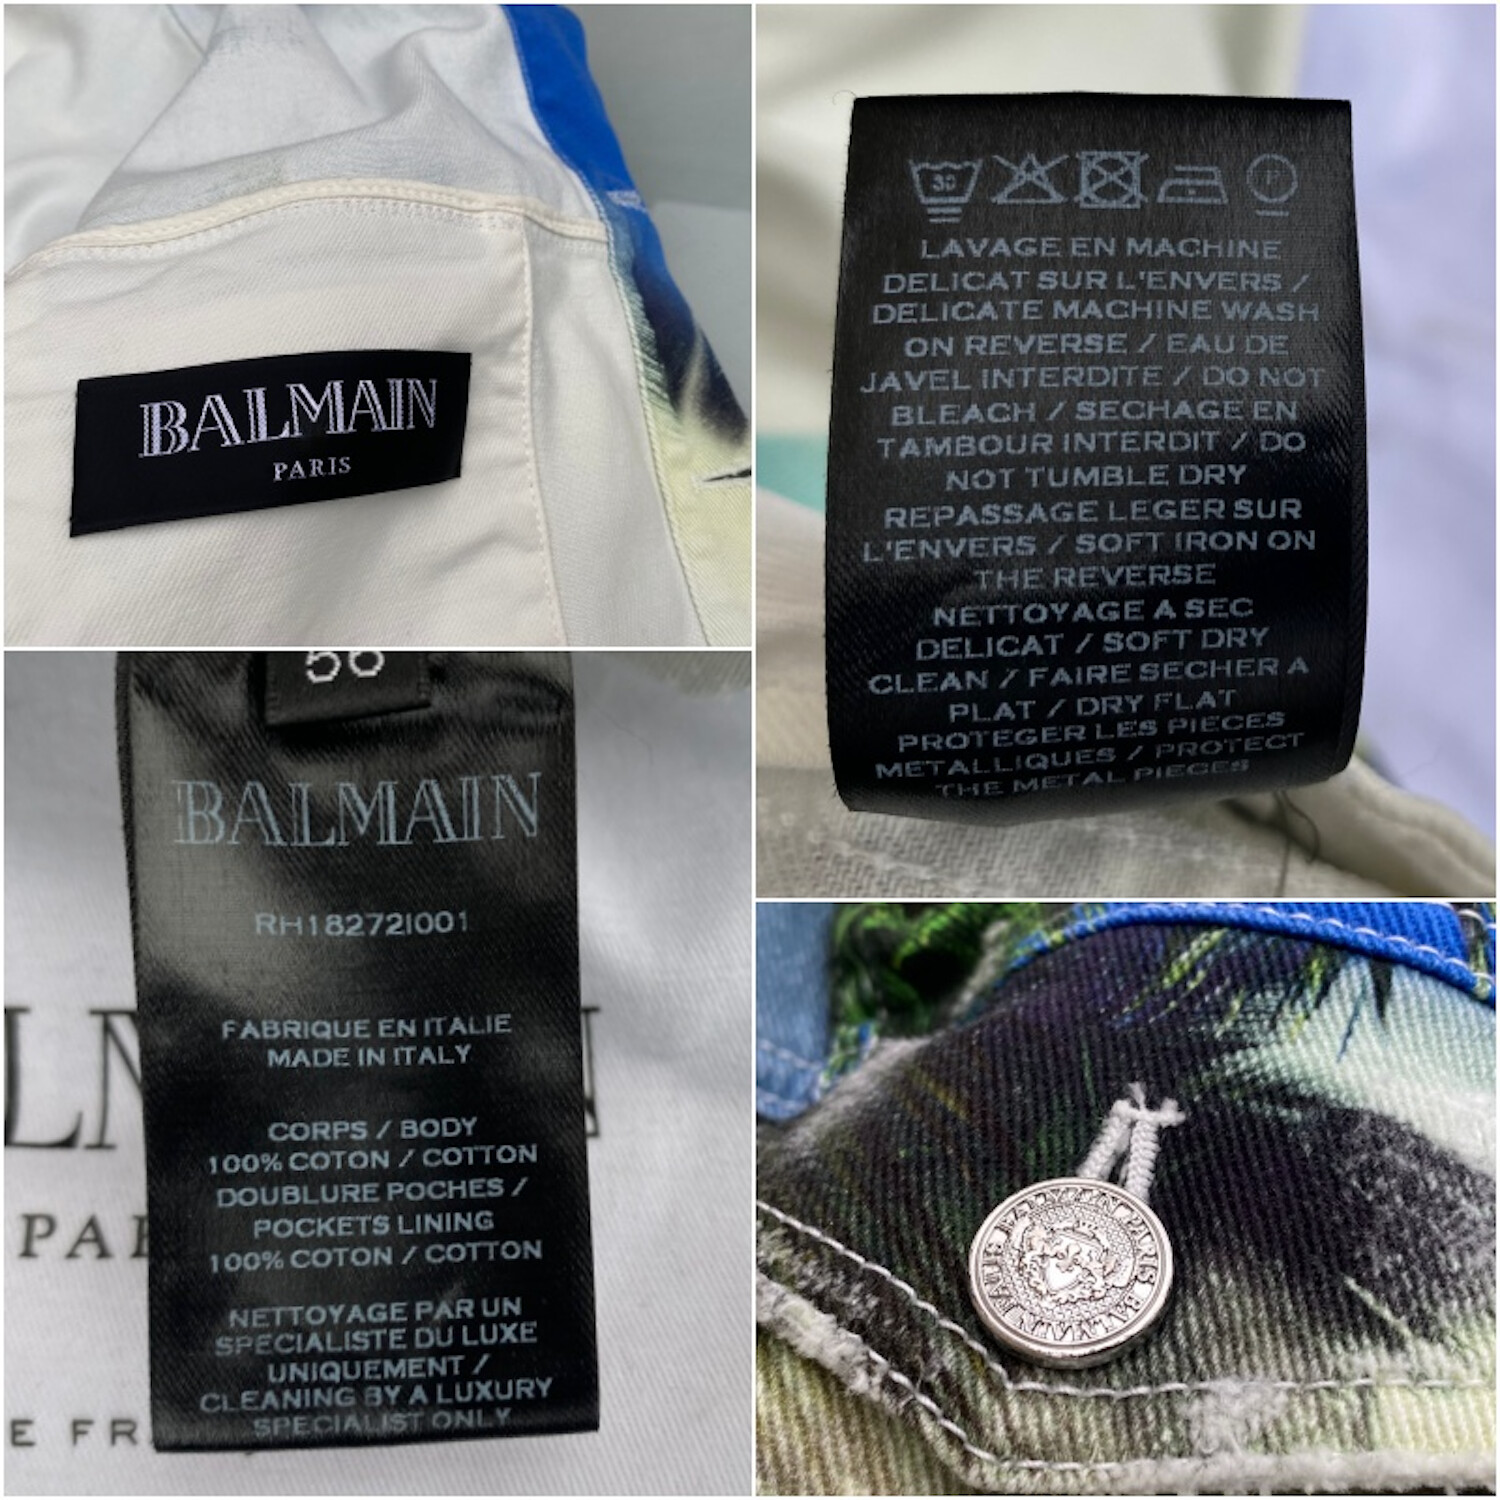 BALMAIN
PARIS
30
P
LAVAGE EN MACHINE
DELICAT SUR L'ENVERS /
DELICATE MACHINE WASH
ON REVERSE / EAU DE
JAVEL INTERDITE / DO NOT
BLEACH / SECHAGE EN
TAMBOUR INTERDIT / DO
NOT TUMBLE DRY
REPASSAGE LEGER SUR
L'ENVERS / SOFT IRON ON
THE REVERSE
NETTOYAGE A SEC
DELICAT / SOFT DRY
CLEAN / FAIRE SECHER A
PLAT / DRY FLAT
PROTEGER LES PIECES
METALLIQUES / PROTECT
THE METAL PIECES
56
BALMAIN
RH18272I001
FABRIQUE EN ITALIE
MADE IN ITALY
CORPS / BODY
100% COTON / COTTON
DOUBLURE POCHES /
POCKETS LINING
100% COTON / COTTON
NETTOYAGE PAR UN
SPECIALISTE DU LUXE
UNIQUEMENT /
CLEANING BY A LUXURY
SPECIALIST ONLY
LM N
PAR
E FR
BALMAIN PARIS BALMAIN PARIS